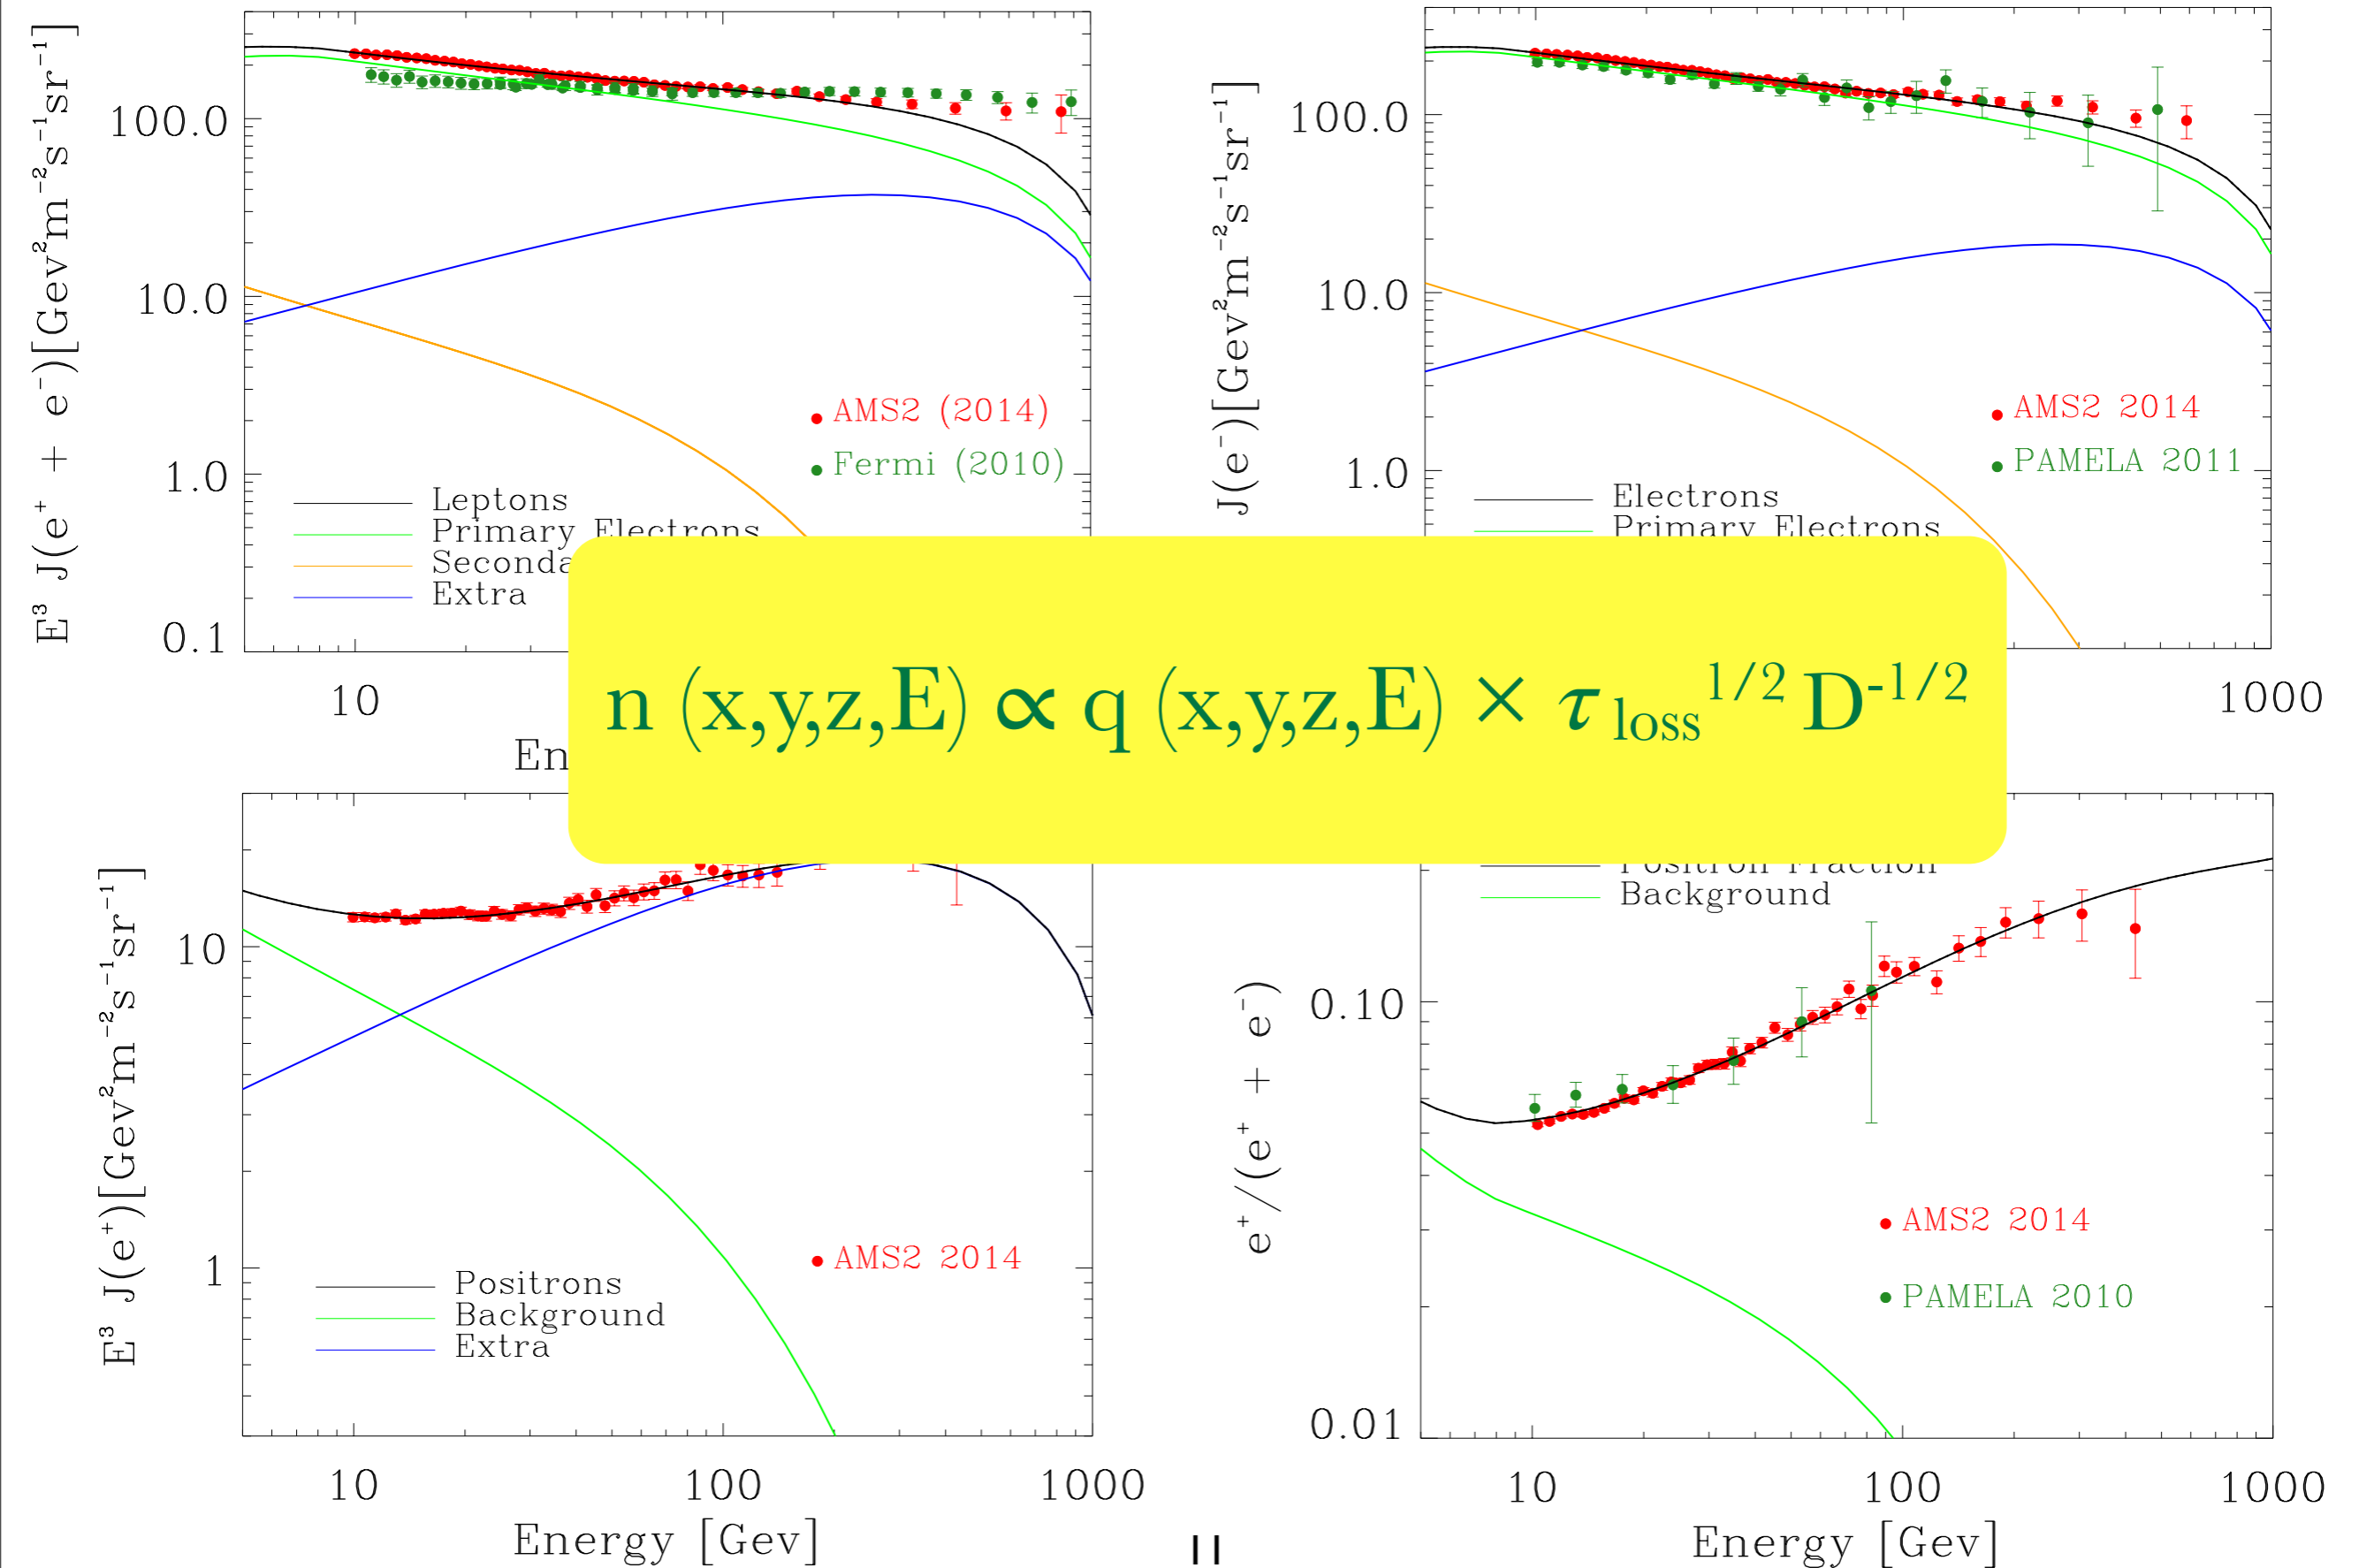 E³ J(e⁺ + e⁻)[Gev²m⁻²s⁻¹sr⁻¹]
100.0
10.0
1.0
0.1
AMS2 (2014)
Fermi (2010)
Leptons
Primary Electrons
Extra
10
J(e⁻)[Gev²m⁻²s⁻¹sr⁻¹]
100.0
10.0
1.0
AMS2 2014
PAMELA 2011
Electrons
Primary Electrons
1000
n (x,y,z,E) ∝ q (x,y,z,E) × τ loss ¹/² D⁻¹/²
E³ J(e⁺)[Gev²m⁻²s⁻¹sr⁻¹]
10
1
AMS2 2014
Positrons
Background
Extra
10 100 1000
Energy [Gev]
e⁺/(e⁺ + e⁻)
0.10
0.01
Positron Fraction
Background
AMS2 2014
PAMELA 2010
10 100 1000
Energy [Gev]